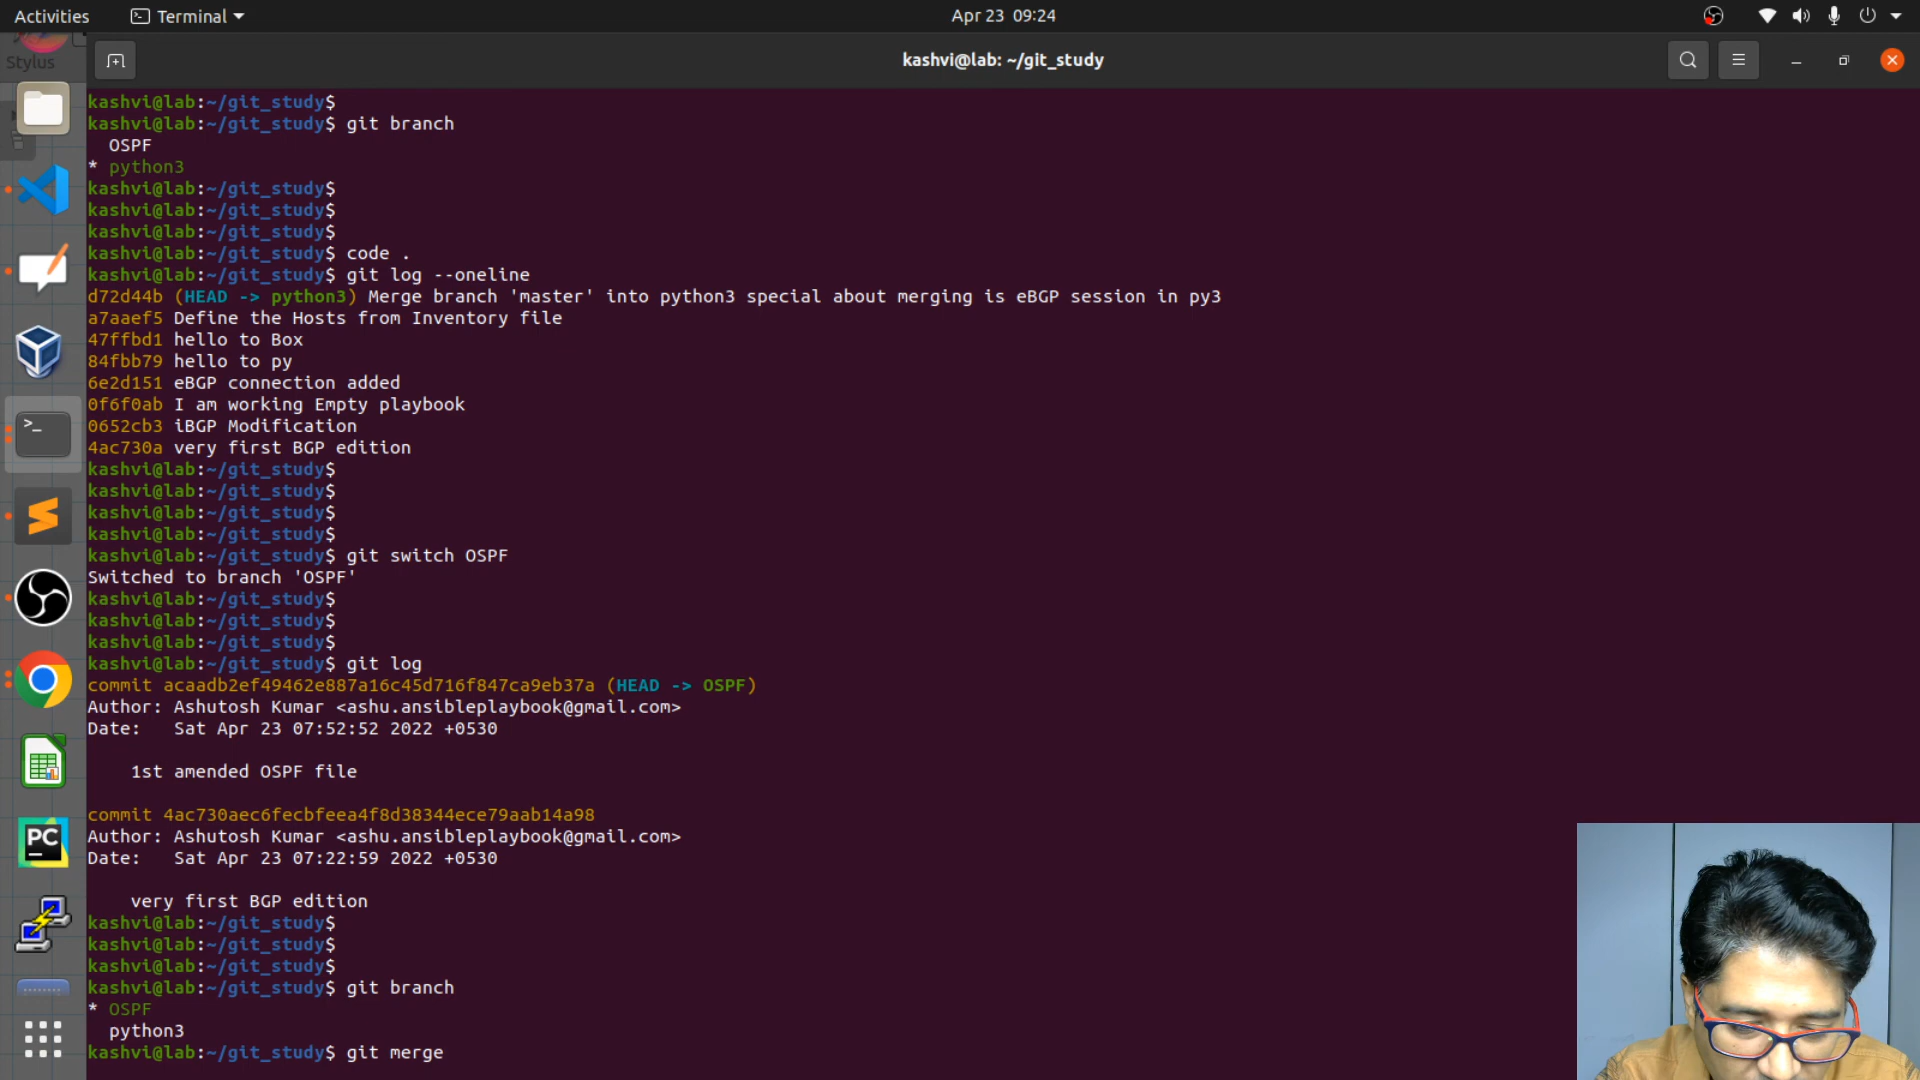 Activities
Terminal
Apr 23 09:24
Stylus
kashvi@lab: ~/git_study
kashvi@lab:~/git_study$
kashvi@lab:~/git_study$ git branch
OSPF
* python3
kashvi@lab:~/git_study$
kashvi@lab:~/git_study$
kashvi@lab:~/git_study$
kashvi@lab:~/git_study$ code .
kashvi@lab:~/git_study$ git log --oneline
d72d44b (HEAD -> python3) Merge branch 'master' into python3 special about merging is eBGP session in py3
a7aaef5 Define the Hosts from Inventory file
47ffbd1 hello to Box
84fbb79 hello to py
6e2d151 eBGP connection added
0f6f0ab I am working Empty playbook
0652cb3 iBGP Modification
4ac730a very first BGP edition
kashvi@lab:~/git_study$
kashvi@lab:~/git_study$
kashvi@lab:~/git_study$
kashvi@lab:~/git_study$
kashvi@lab:~/git_study$ git switch OSPF
Switched to branch 'OSPF'
kashvi@lab:~/git_study$
kashvi@lab:~/git_study$
kashvi@lab:~/git_study$
kashvi@lab:~/git_study$ git log
commit acaadb2ef49462e887a16c45d716f847ca9eb37a (HEAD -> OSPF)
Author: Ashutosh Kumar <ashu.ansibleplaybook@gmail.com>
Date:   Sat Apr 23 07:52:52 2022 +0530
1st amended OSPF file
commit 4ac730aec6fecbfeea4f8d38344ece79aab14a98
Author: Ashutosh Kumar <ashu.ansibleplaybook@gmail.com>
Date:   Sat Apr 23 07:22:59 2022 +0530
very first BGP edition
kashvi@lab:~/git_study$
kashvi@lab:~/git_study$
kashvi@lab:~/git_study$
kashvi@lab:~/git_study$ git branch
* OSPF
python3
kashvi@lab:~/git_study$ git merge
PC